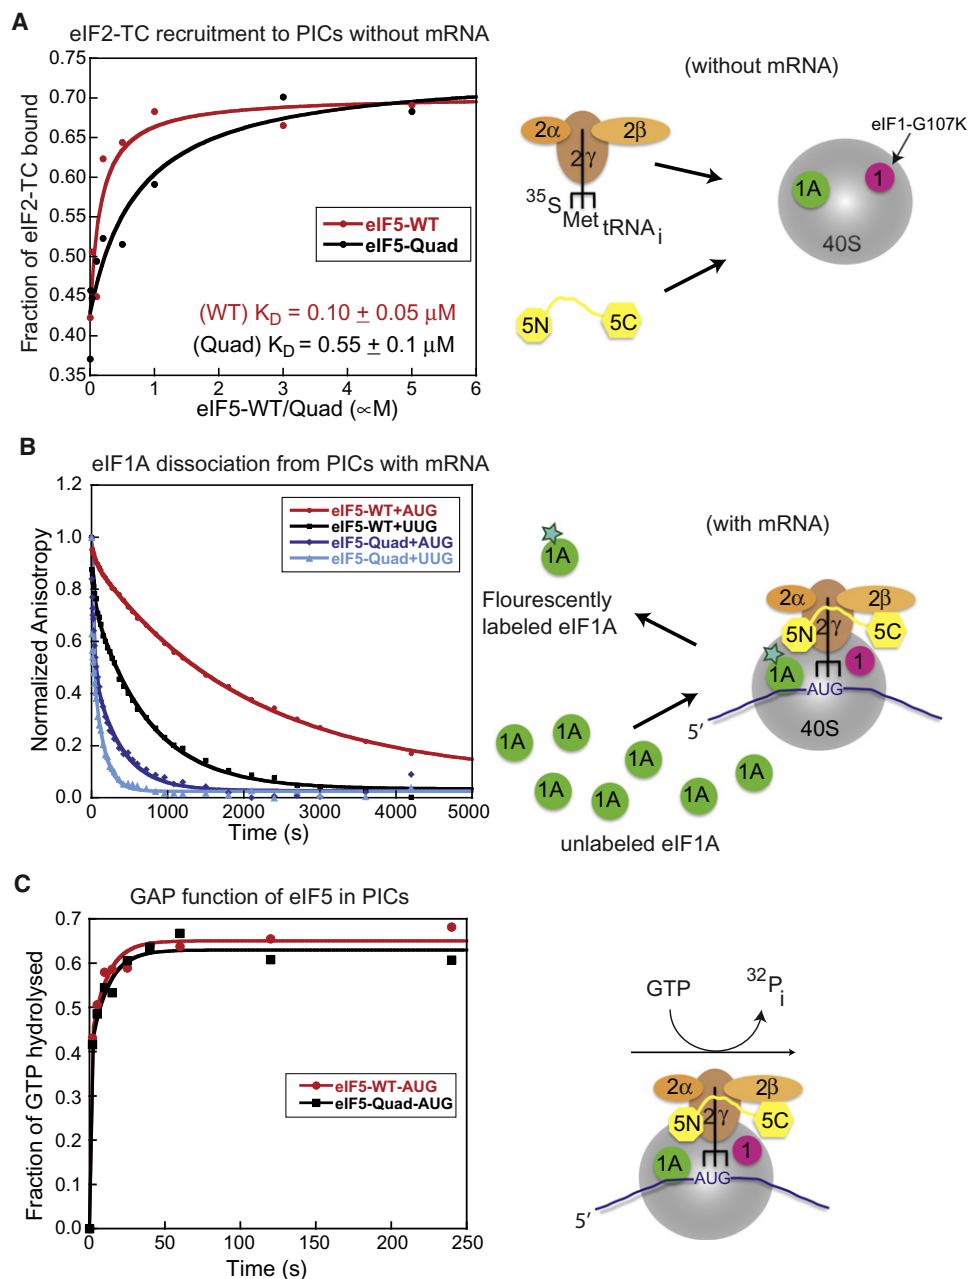 A
eIF2-TC recruitment to PICs without mRNA
0.75
0.70
0.65
0.60
0.55
0.50
0.45
0.40
0.35
Fraction of eIF2-TC bound
eIF5-WT
eIF5-Quad
(WT) KD = 0.10 ± 0.05 μM
(Quad) KD = 0.55 ± 0.1 μM
0 1 2 3 4 5 6
eIF5-WT/Quad (∝M)
(without mRNA)
eIF1-G107K
2α 2β
2γ
35S
Met tRNAi
5N 5C
1A 1
40S
B
eIF1A dissociation from PICs with mRNA
1.2
1.0
0.8
0.6
0.4
0.2
0.0
Normalized Anisotropy
eIF5-WT+AUG
eIF5-WT+UUG
eIF5-Quad+AUG
eIF5-Quad+UUG
0 1000 2000 3000 4000 5000
Time (s)
(with mRNA)
1A
Flourescently
labeled eIF1A
2α 2β
5N 2γ 5C
1A 1
AUG
5′ 40S
1A 1A
1A 1A
1A 1A 1A
unlabeled eIF1A
C
GAP function of eIF5 in PICs
0.7
0.6
0.5
0.4
0.3
0.2
0.1
0.0
Fraction of GTP hydrolysed
eIF5-WT-AUG
eIF5-Quad-AUG
0 50 100 150 200 250
Time (s)
GTP 32Pi
2α 2β
5N 2γ 5C
1A 1
AUG
5′
40S